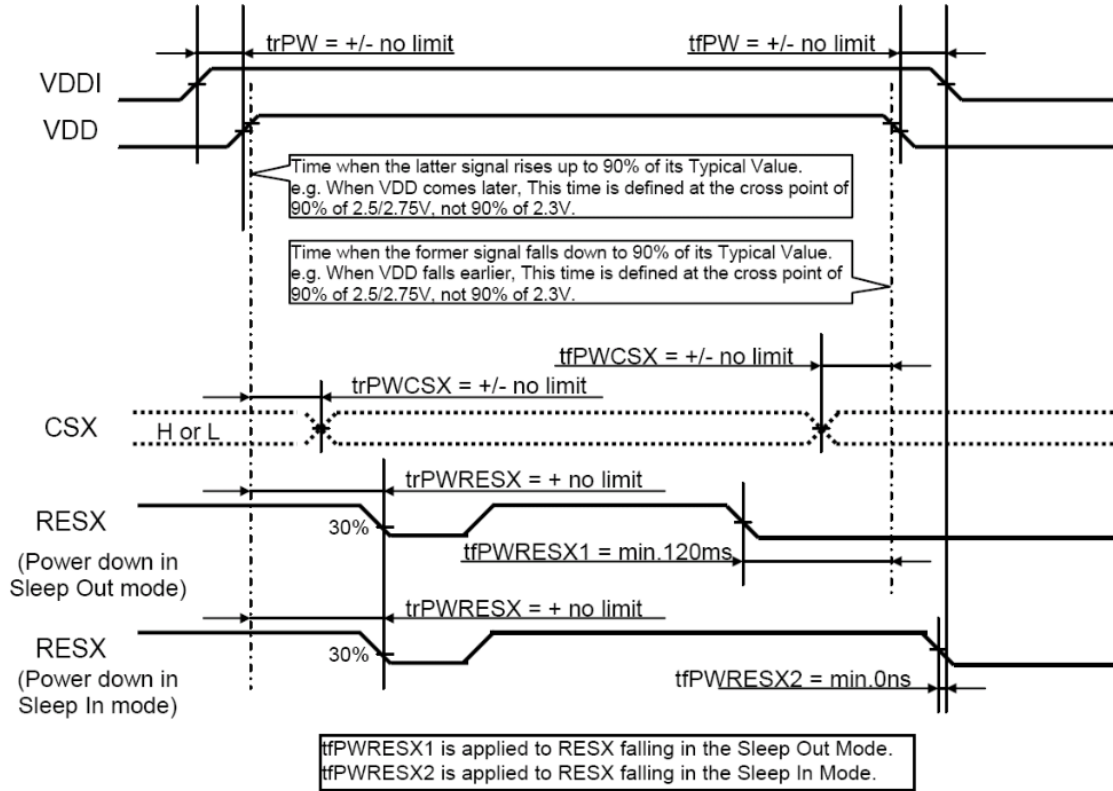 trPW = +/- no limit
tfPW = +/- no limit
VDDI
VDD
Time when the latter signal rises up to 90% of its Typical Value.
e.g. When VDD comes later, This time is defined at the cross point of
90% of 2.5/2.75V, not 90% of 2.3V.
Time when the former signal falls down to 90% of its Typical Value.
e.g. When VDD falls earlier, This time is defined at the cross point of
90% of 2.5/2.75V, not 90% of 2.3V.
tfPWCSX = +/- no limit
trPWCSX = +/- no limit
CSX
H or L
trPWRESX = + no limit
RESX
30%
(Power down in
Sleep Out mode)
tfPWRESX1 = min.120ms
trPWRESX = + no limit
RESX
30%
(Power down in
Sleep In mode)
tfPWRESX2 = min.0ns
tfPWRESX1 is applied to RESX falling in the Sleep Out Mode.
tfPWRESX2 is applied to RESX falling in the Sleep In Mode.